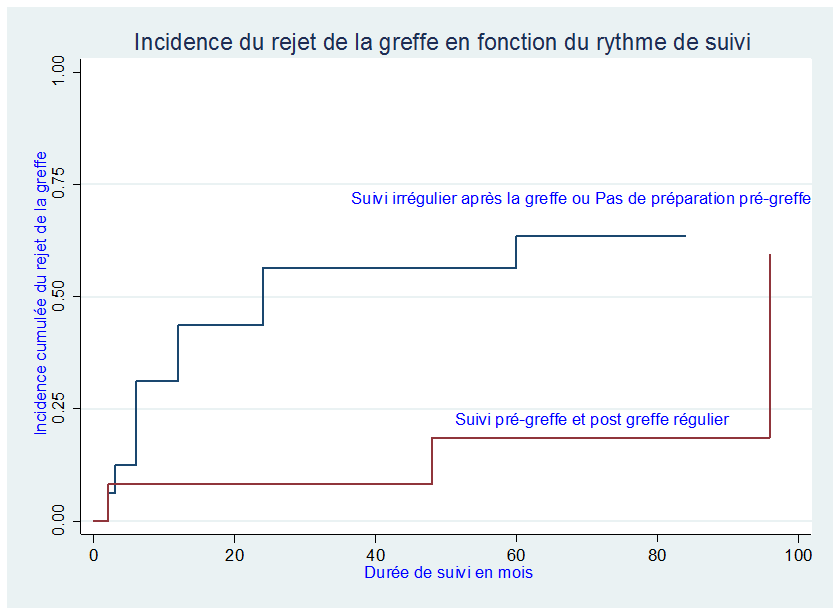 Incidence du rejet de la greffe en fonction du rythme de suivi
Incidence cumulée du rejet de la greffe
1.00
0.75
0.50
0.25
0.00
Suivi irrégulier après la greffe ou Pas de préparation pré-greffe
Suivi pré-greffe et post greffe régulier
0 20 40 60 80 100
Durée de suivi en mois